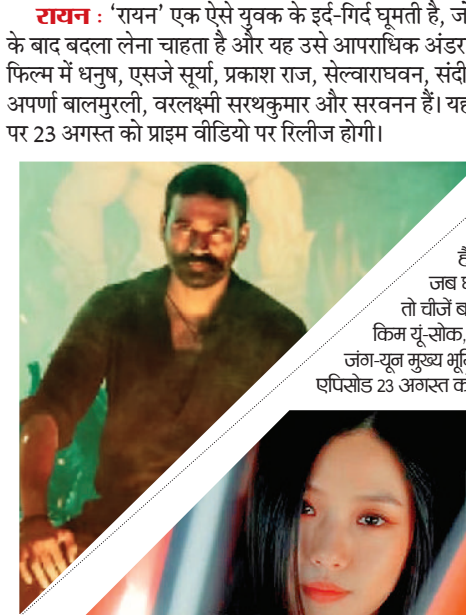 रायन : ‘रायन’ एक ऐसे युवक के इर्द-गिर्द घूमती है, जो
के बाद बदला लेना चाहता है और यह उसे आपराधिक अंडर
फिल्म में धनुष, एसजे सूर्या, प्रकाश राज, सेल्वाराघवन, संदी
अपर्णा बालमुरली, वरलक्ष्मी सरथकुमार और सरवनन हैं। यह
पर 23 अगस्त को प्राइम वीडियो पर रिलीज होगी।
है
जब घ
तो चीजें ब
किम यूं-सोक,
जंग-यून मुख्य भूमि
एपिसोड 23 अगस्त क